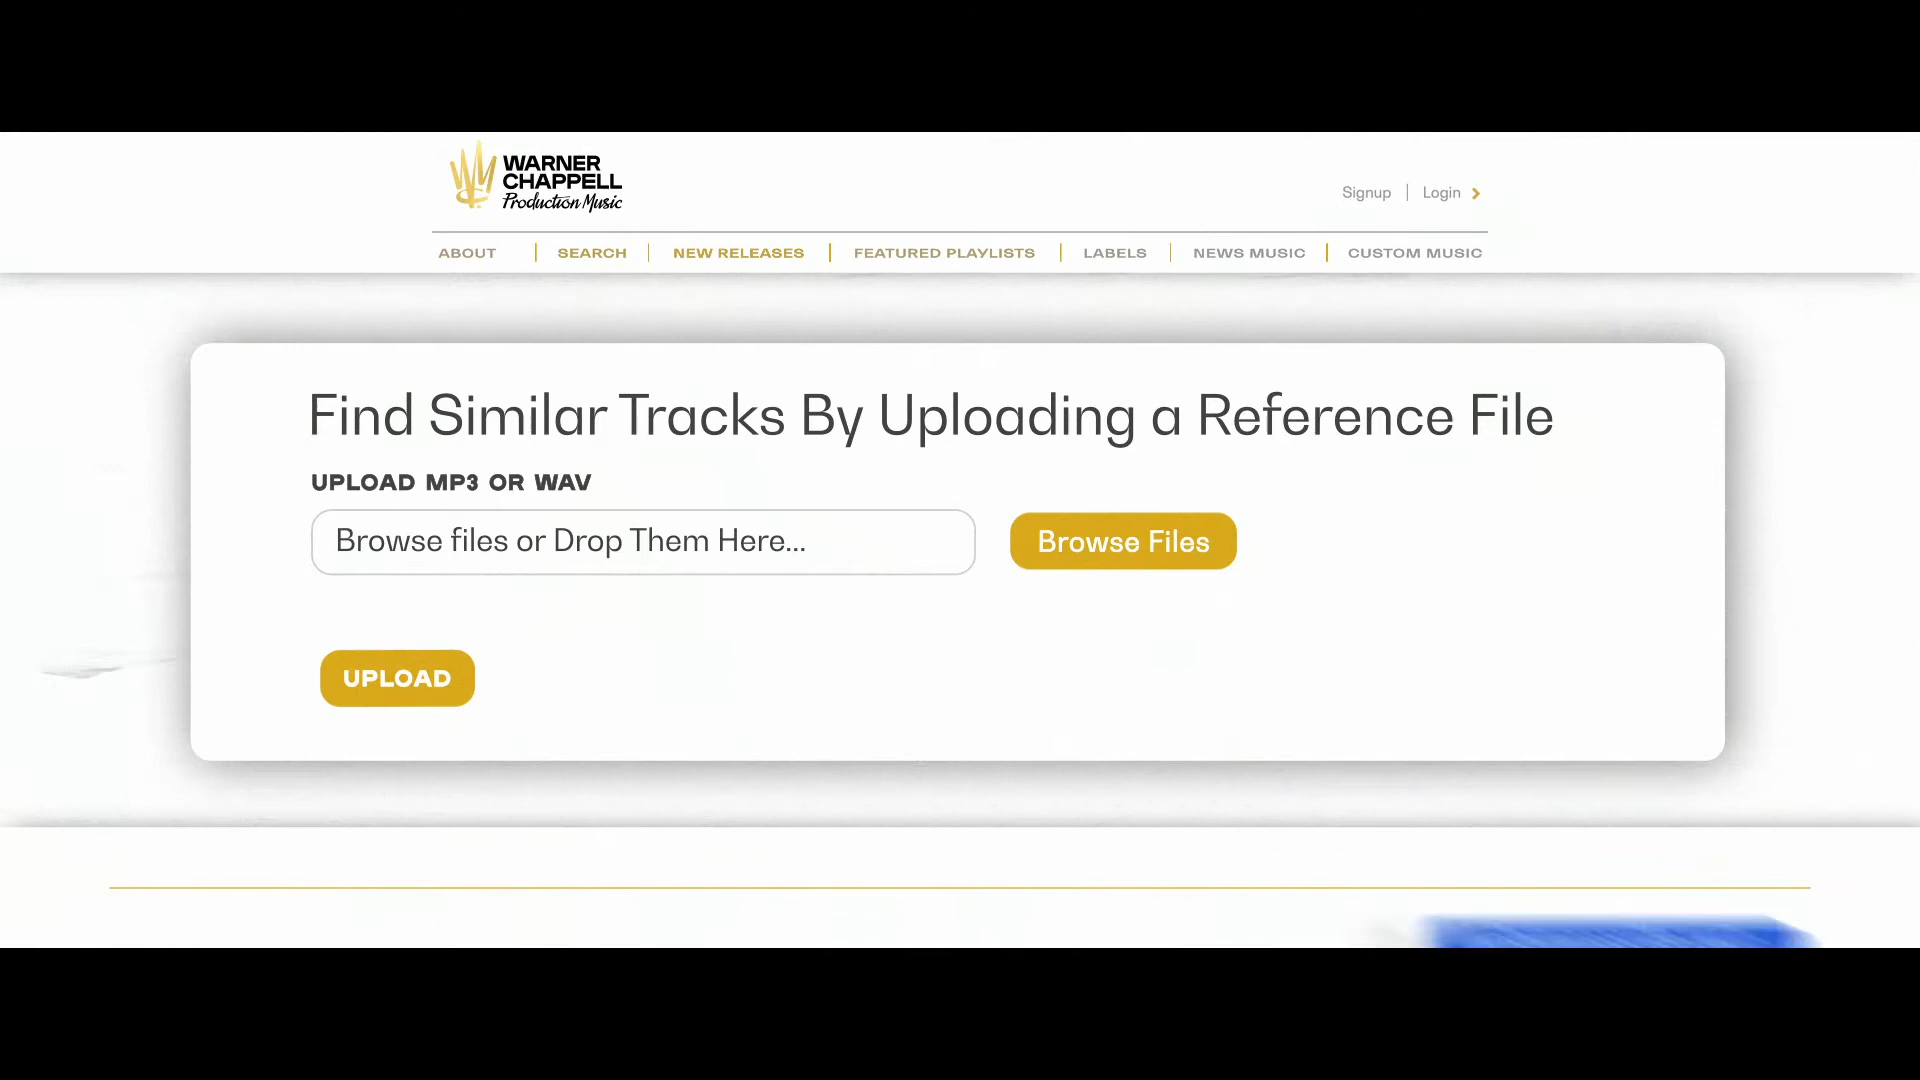 WARNER
CHAPPELL
Production Music
Signup | Login
ABOUT | SEARCH | NEW RELEASES | FEATURED PLAYLISTS | LABELS | NEWS MUSIC | CUSTOM MUSIC
Find Similar Tracks By Uploading a Reference File
UPLOAD MP3 OR WAV
Browse files or Drop Them Here...
Browse Files
UPLOAD